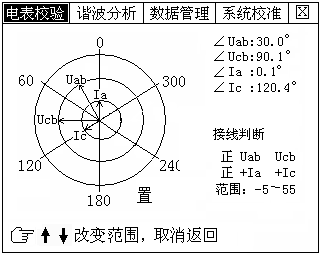 电表校验 谐波分析 数据管理 系统校准
0
60
300
Uab
Ia
Ucb
Ic
120
240
180
置
∠Uab:30.0°
∠Ucb:90.1°
∠Ia :0.1°
∠Ic :120.4°
接线判断
正 Uab Ucb
正 +Ia +Ic
范围: -5~55
改变范围, 取消返回